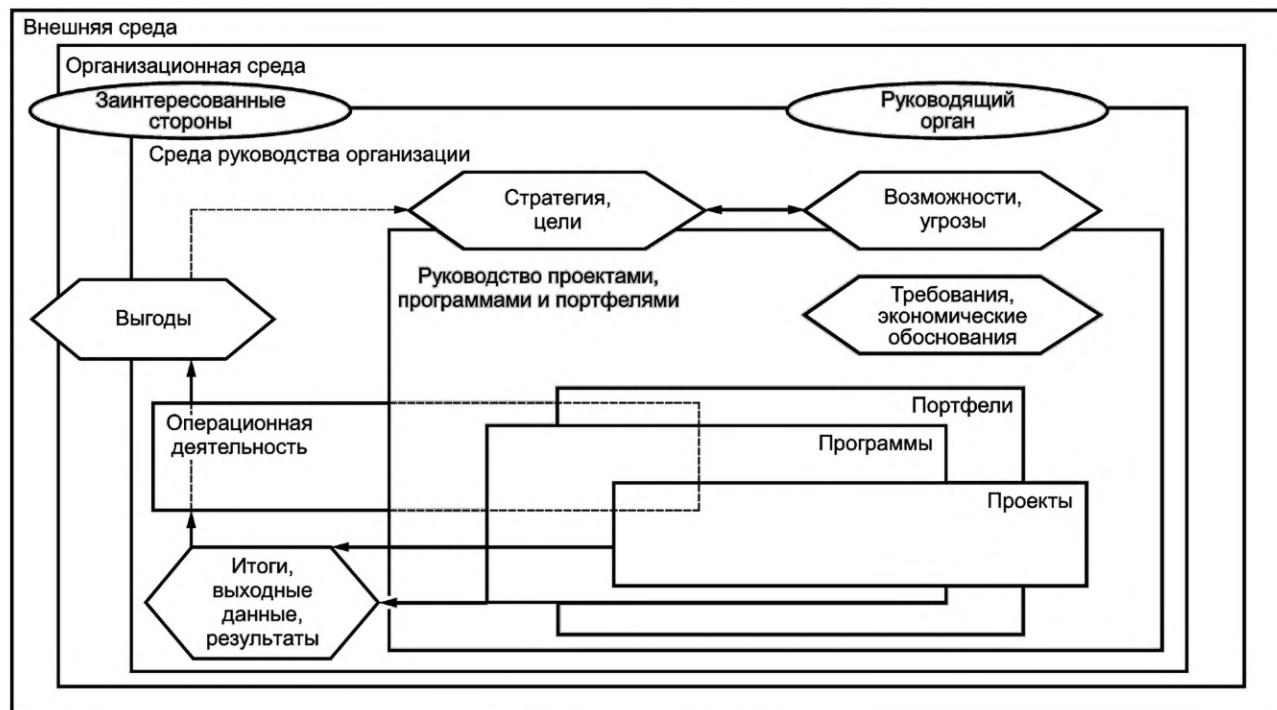 Внешняя среда
Организационная среда
Заинтересованные
стороны
Руководящий
орган
Среда руководства организации
Стратегия,
цели
Возможности,
угрозы
Руководство проектами,
программами и портфелями
Выгоды
Требования,
экономические
обоснования
Операционная
деятельность
Портфели
Программы
Проекты
Итоги,
выходные
данные,
результаты